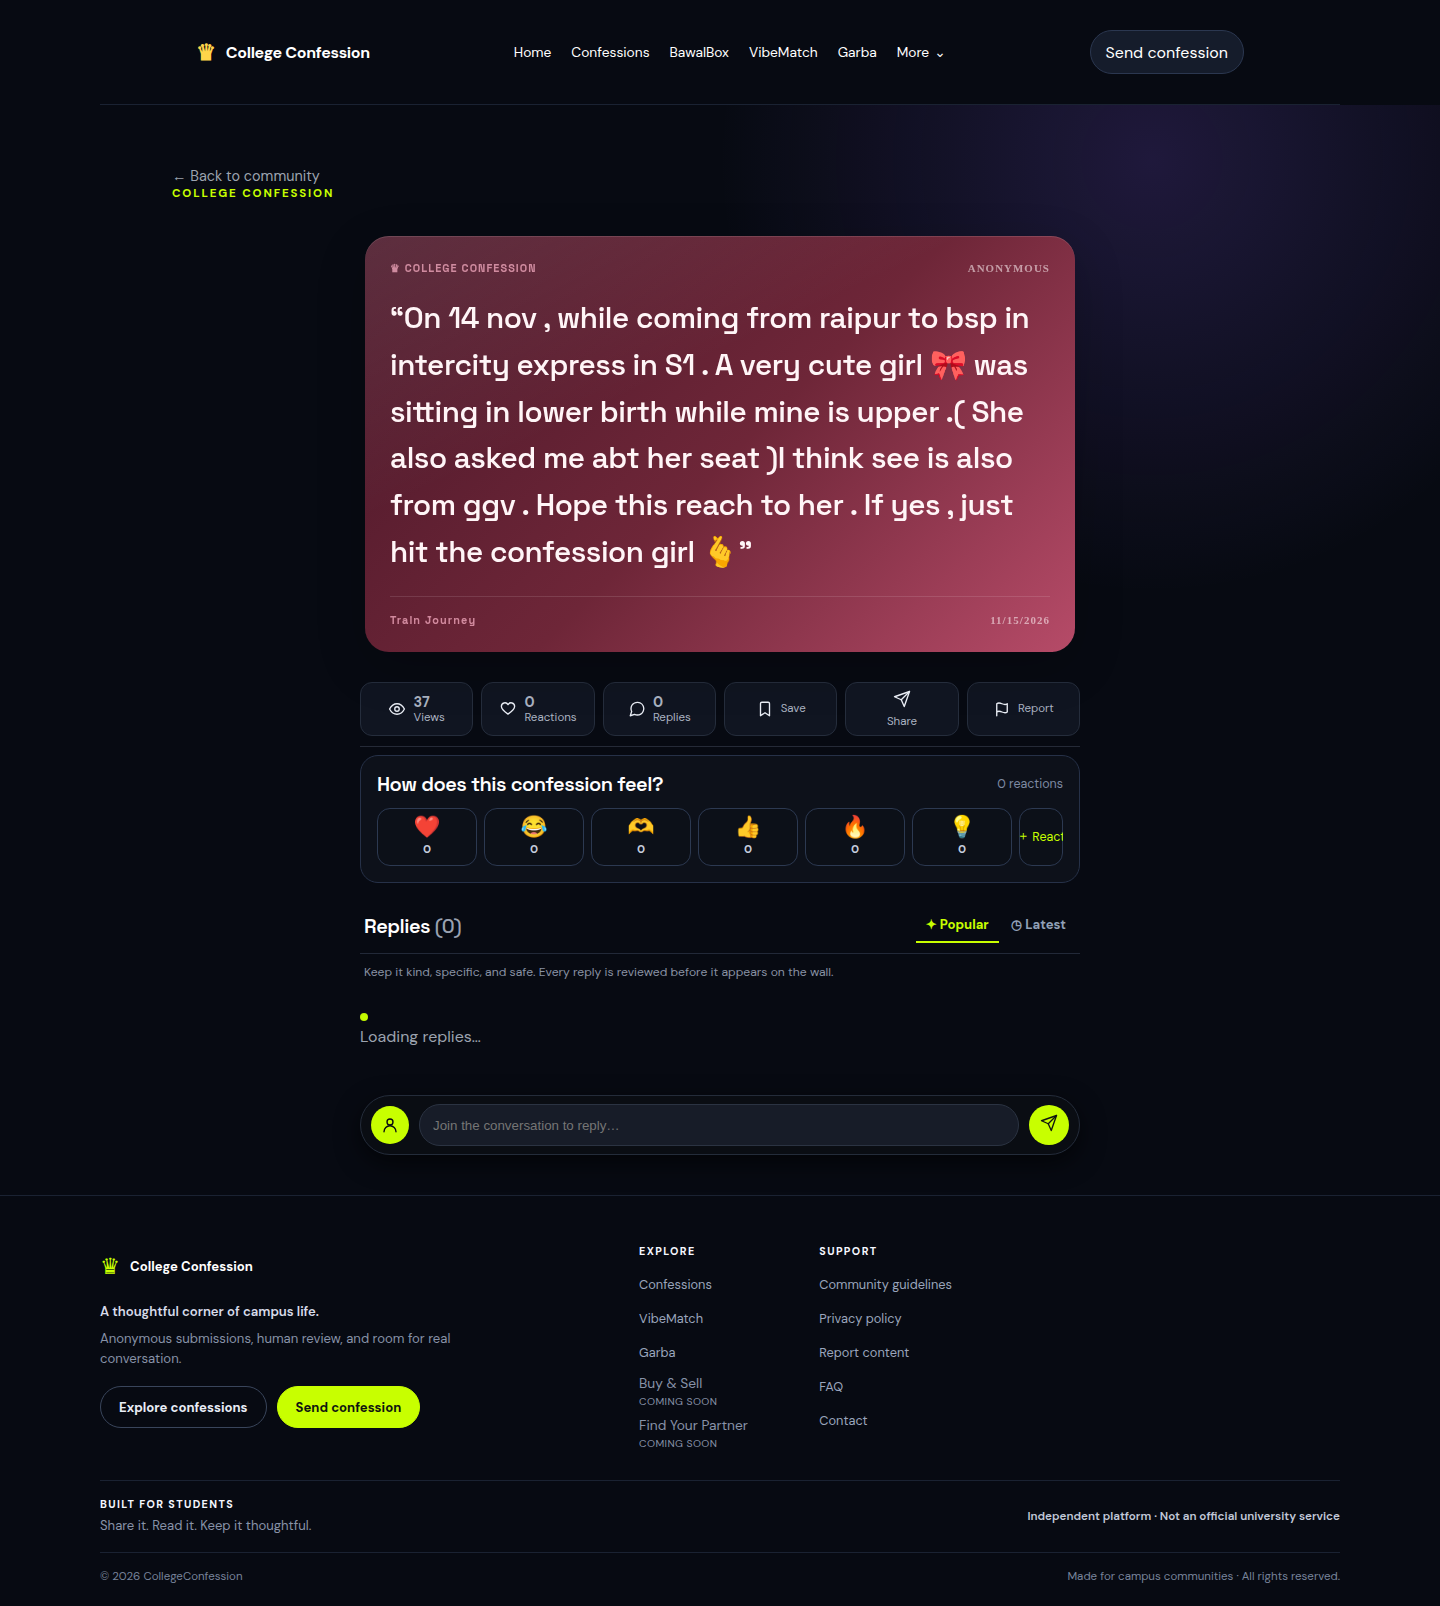 ♛ College Confession
Home Confessions BawalBox VibeMatch Garba More ⌄
Send confession
← Back to community
COLLEGE CONFESSION
♛ COLLEGE CONFESSION
ANONYMOUS
“On 14 nov , while coming from raipur to bsp in
intercity express in S1 . A very cute girl 🎀 was
sitting in lower birth while mine is upper .( She
also asked me abt her seat )I think see is also
from ggv . Hope this reach to her . If yes , just
hit the confession girl 🫰”
Train Journey
11/15/2026
37
Views
0
Reactions
0
Replies
Save
Share
Report
How does this confession feel?
0 reactions
❤️ 😂 🫶 👍 🔥 💡
0 0 0 0 0 0
+ React
Replies (0)
✦ Popular
◷ Latest
Keep it kind, specific, and safe. Every reply is reviewed before it appears on the wall.
Loading replies…
Join the conversation to reply…
♛ College Confession
A thoughtful corner of campus life.
Anonymous submissions, human review, and room for real
conversation.
Explore confessions
Send confession
EXPLORE
Confessions
VibeMatch
Garba
Buy & Sell
COMING SOON
Find Your Partner
COMING SOON
SUPPORT
Community guidelines
Privacy policy
Report content
FAQ
Contact
BUILT FOR STUDENTS
Share it. Read it. Keep it thoughtful.
Independent platform · Not an official university service
© 2026 CollegeConfession
Made for campus communities · All rights reserved.